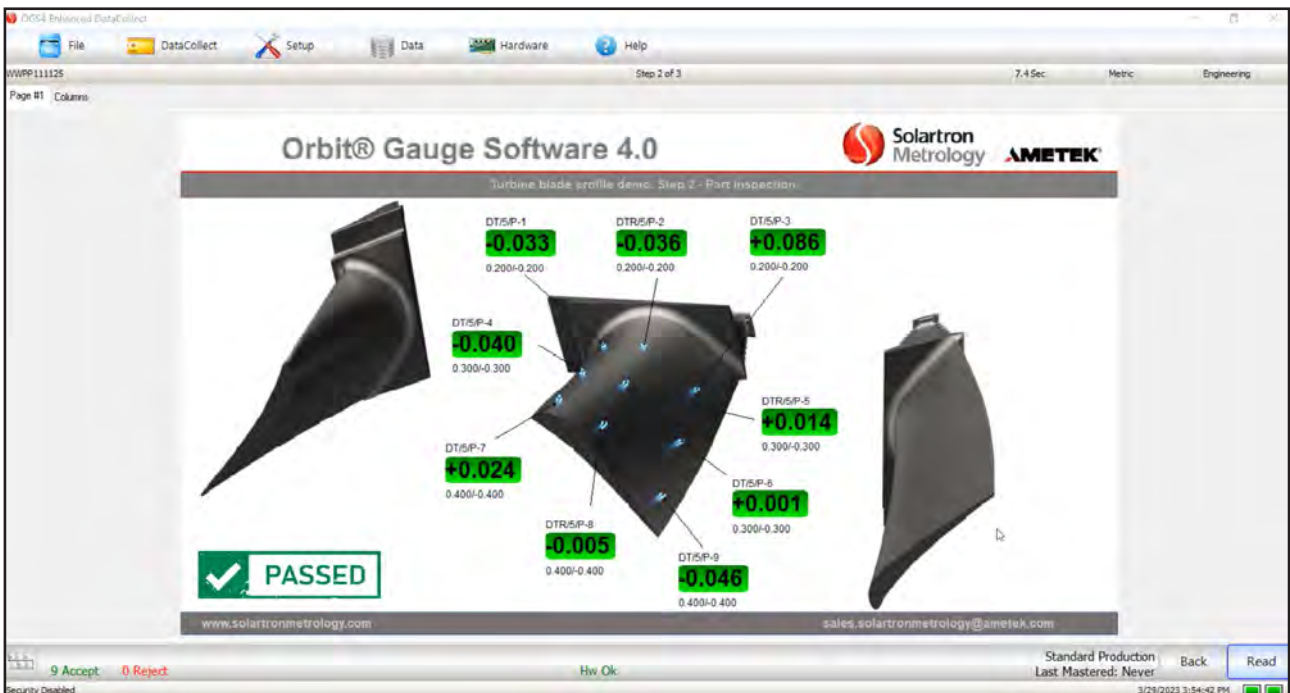 OGS4 Enhanced DataCollect
File DataCollect Setup Data Hardware Help
WWPP111125 Step 2 of 3 7.4 Sec Metric Engineering
Page #1 Columns
Orbit® Gauge Software 4.0
Solartron
Metrology
AMETEK®
Turbine blade profile demo. Step 2 - Part inspection.
DT/5/P-1
-0.033
0.200/-0.200
DTR/5/P-2
-0.036
0.200/-0.200
DT/5/P-3
+0.086
0.200/-0.200
DT/5/P-4
-0.040
0.300/-0.300
DTR/5/P-5
+0.014
0.300/-0.300
DT/5/P-7
+0.024
0.400/-0.400
DT/5/P-6
+0.001
0.300/-0.300
DTR/5/P-8
-0.005
0.400/-0.400
DT/5/P-9
-0.046
0.400/-0.400
PASSED
www.solartronmetrology.com
sales.solartronmetrology@ametek.com
9 Accept 0 Reject Hw Ok
Standard Production
Last Mastered: Never
Back Read
Security Disabled 3/29/2023 3:54:42 PM